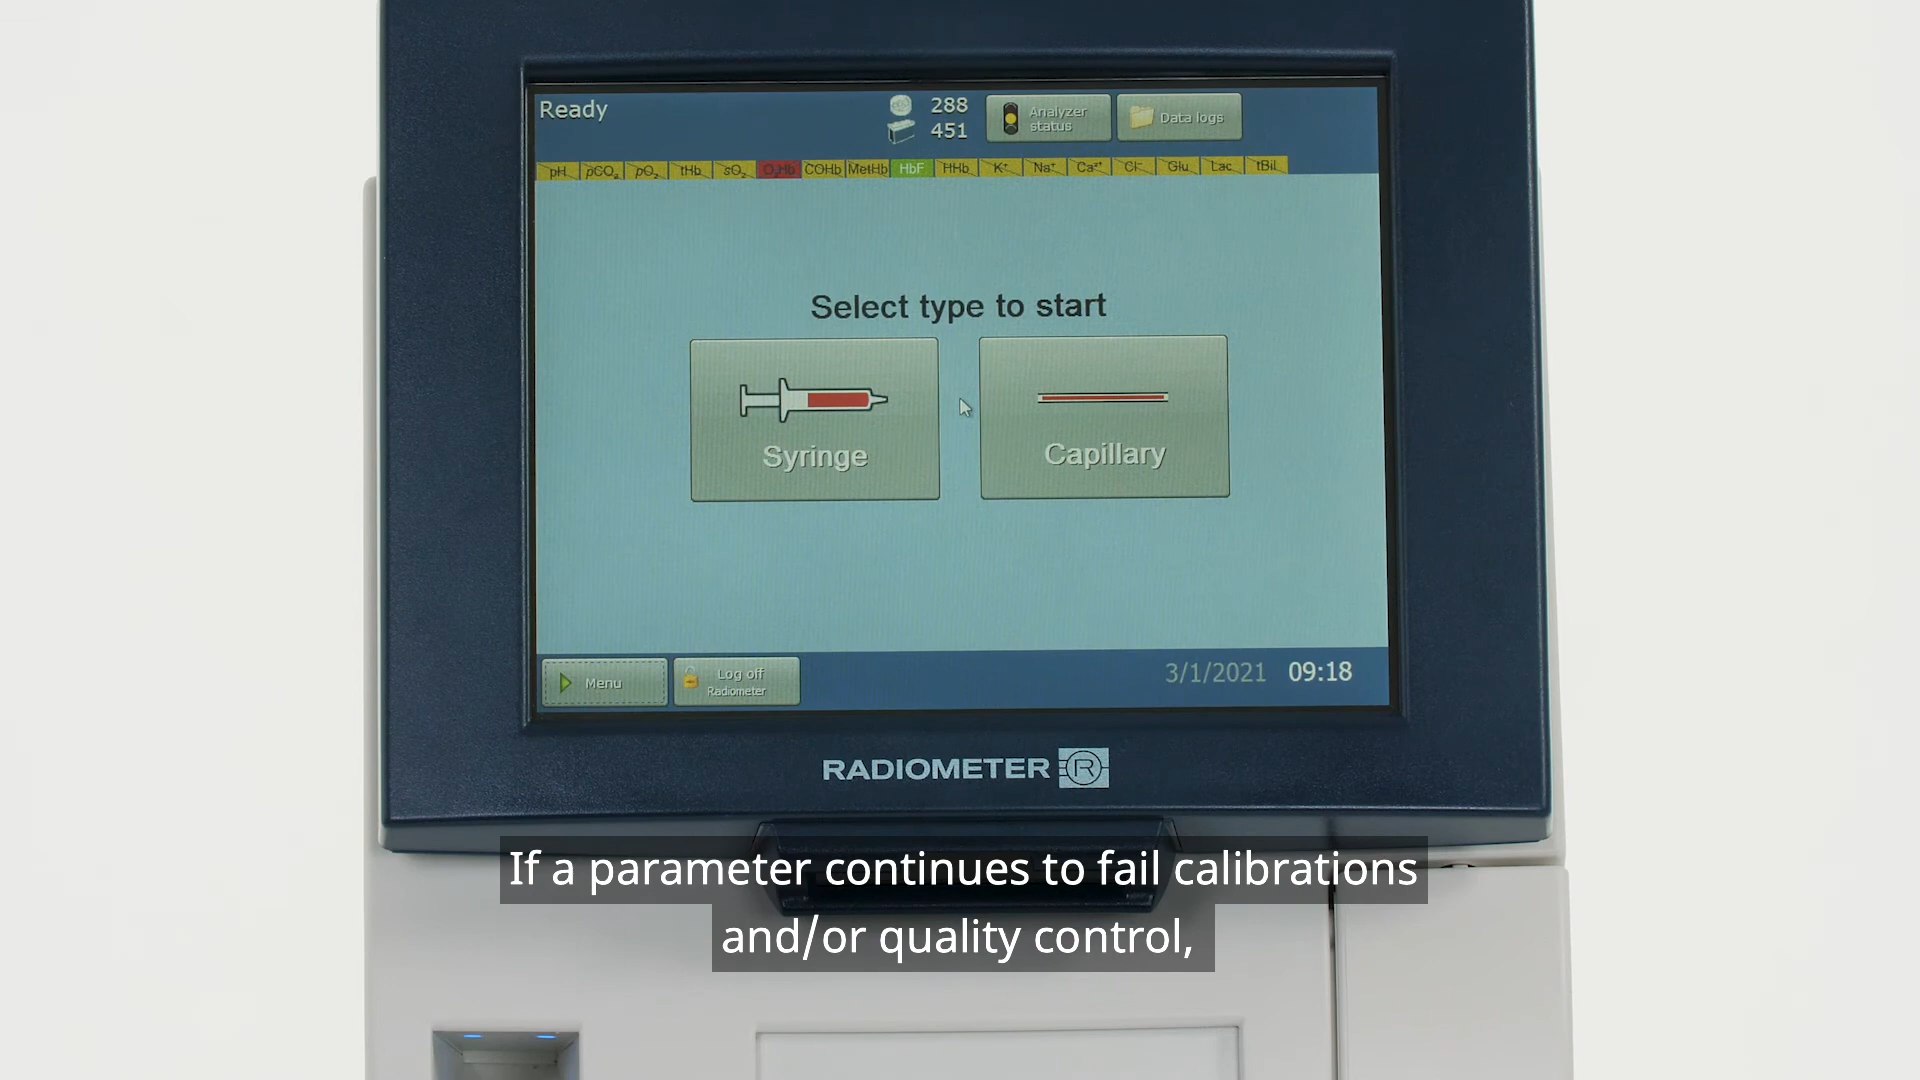 Ready
288
451
Analyzer
status
Data logs
pH pCO₂ pO₂ tHb sO₂ O₂Hb COHb MetHb HbF HHb K⁺ Na⁺ Ca²⁺ Cl⁻ Glu Lac tBil
Select type to start
Syringe
Capillary
Menu
Log off
Radiometer
3/1/2021 09:18
RADIOMETER R
If a parameter continues to fail calibrations
and/or quality control,